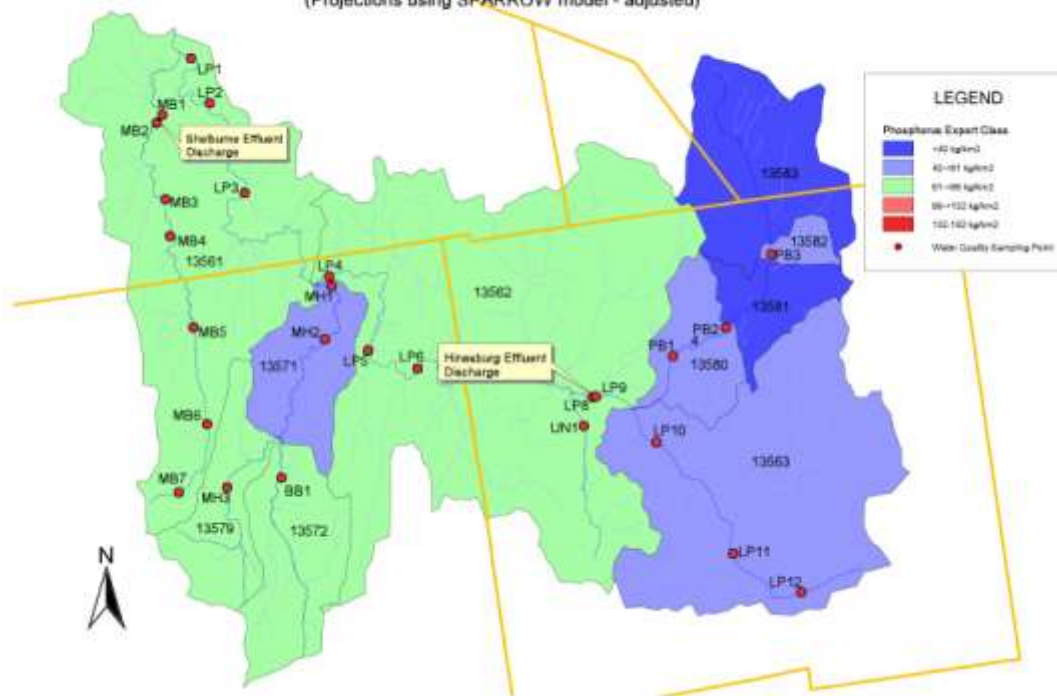 (Projections using SPARROW model - adjusted)
LP1
LP2
MB1
MB2
Shelburne Effluent
Discharge
LP3
MB3
MB4
13561
LP4
MH1
13562
MB5
MH2
13571
LP5
LP6
Hinesburg Effluent
Discharge
LP8
LP9
UN1
MB6
MB7
MH3
BB1
13579
13572
N
13583
13582
PB3
13581
PB2
4
PB1
13580
LP10
13563
LP11
LP12
LEGEND
Phosphorus Export Class
Water Quality Sampling Point